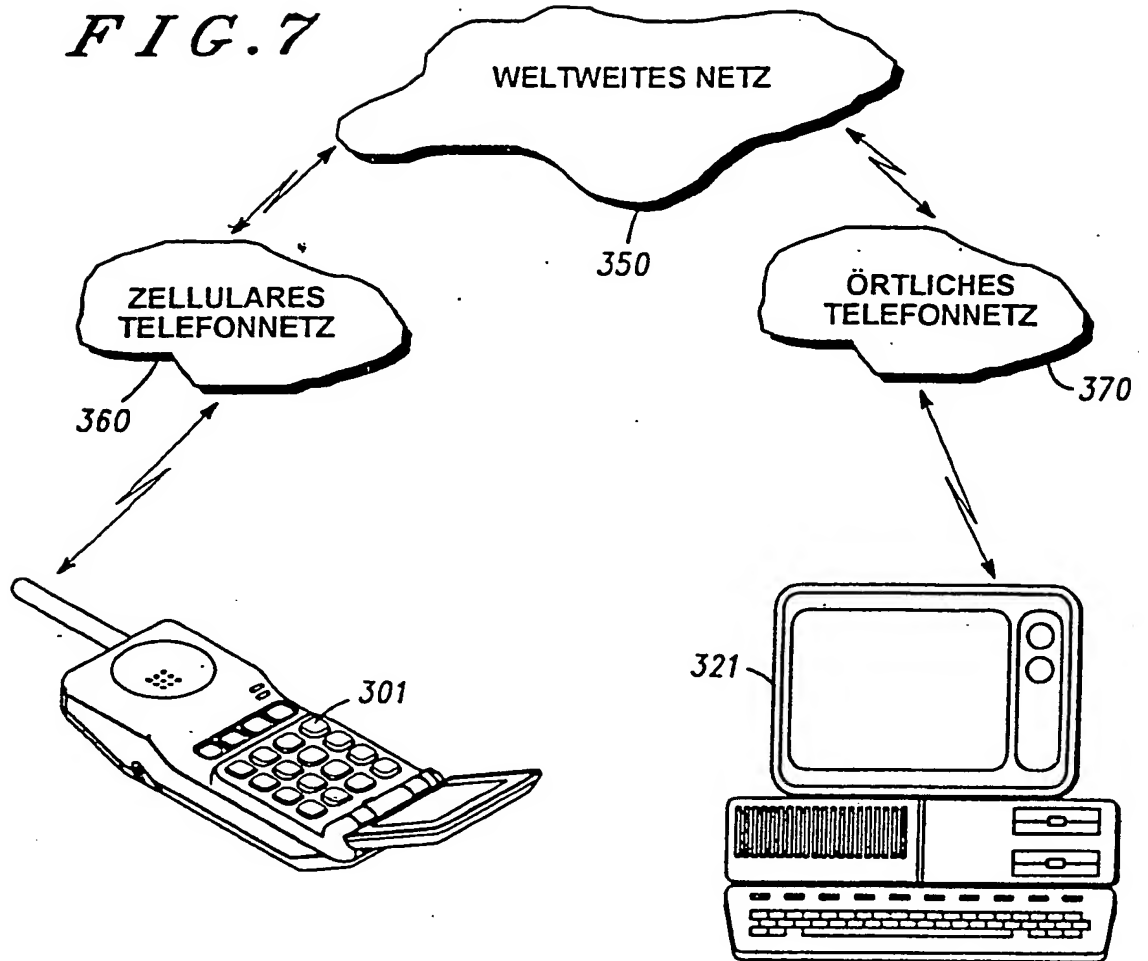 FIG.7
WELTWEITES NETZ
350
ZELLULARES
TELEFONNETZ
360
ÖRTLICHES
TELEFONNETZ
370
301
321